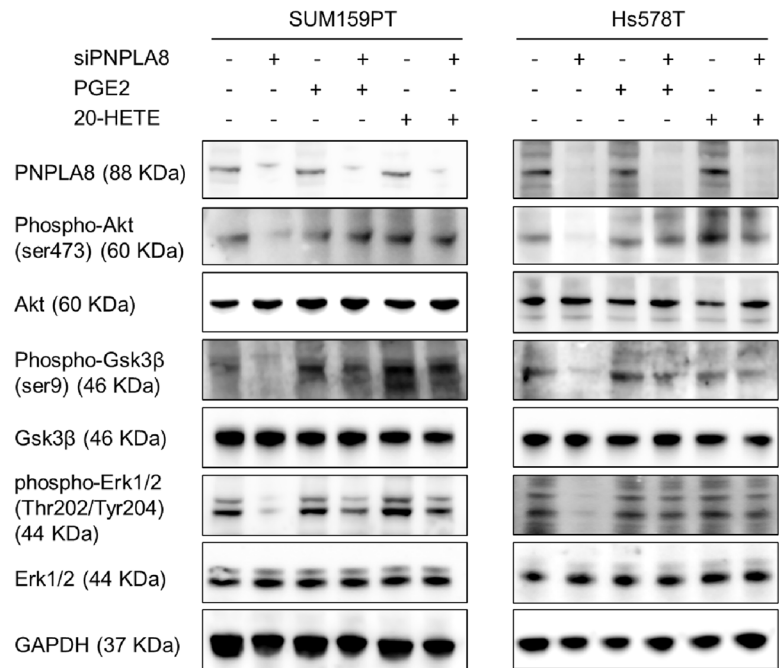 SUM159PT Hs578T
siPNPLA8 - + - + - + - + - + - +
PGE2 - - + + - - - - + + - -
20-HETE - - - - + + - - - - + +
PNPLA8 (88 KDa)
Phospho-Akt
(ser473) (60 KDa)
Akt (60 KDa)
Phospho-Gsk3β
(ser9) (46 KDa)
Gsk3β (46 KDa)
phospho-Erk1/2
(Thr202/Tyr204)
(44 KDa)
Erk1/2 (44 KDa)
GAPDH (37 KDa)